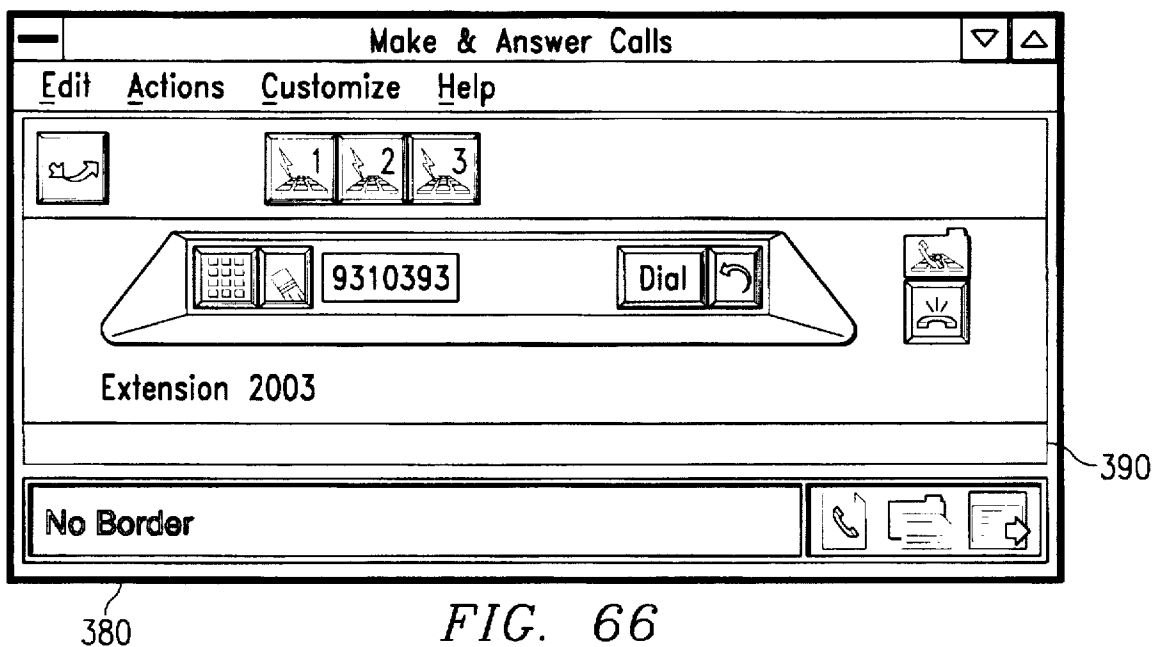 Make & Answer Calls
Edit Actions Customize Help
1 2 3
9310393 Dial
Extension 2003
390
No Border
380
FIG. 66